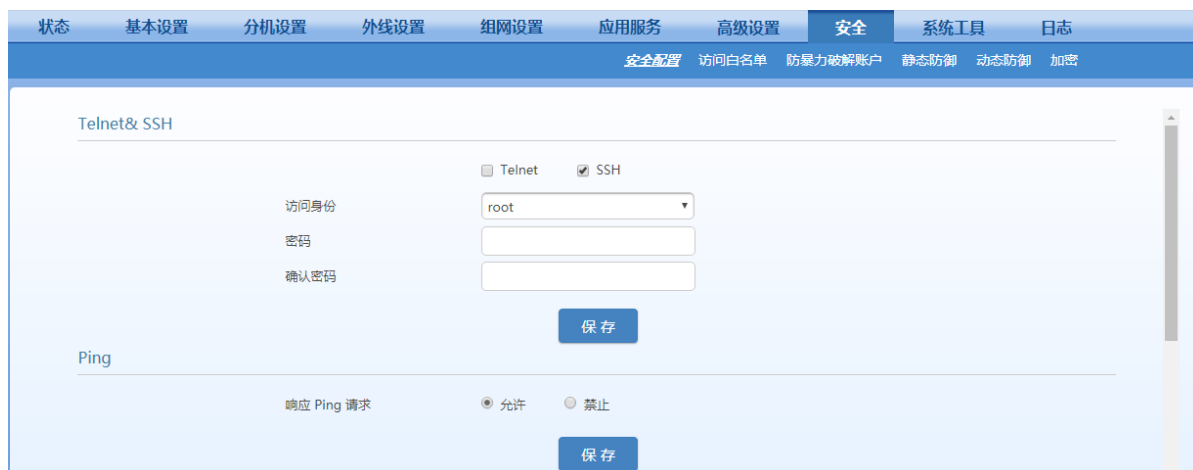 状态 基本设置 分机设置 外线设置 组网设置 应用服务 高级设置 安全 系统工具 日志
安全配置 访问白名单 防暴力破解账户 静态防御 动态防御 加密
Telnet& SSH
Telnet SSH
访问身份 root
密码
确认密码
保存
Ping
响应 Ping 请求 允许 禁止
保存